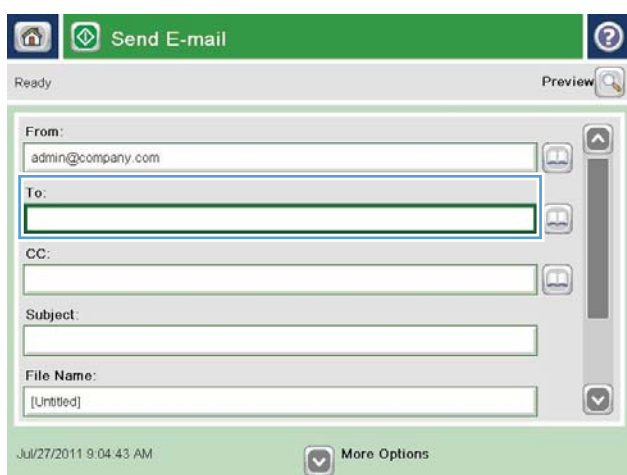 Send E-mail
Ready Preview
From:
admin@company.com
To:
CC:
Subject:
File Name:
[Untitled]
Jul/27/2011 9:04:43 AM More Options